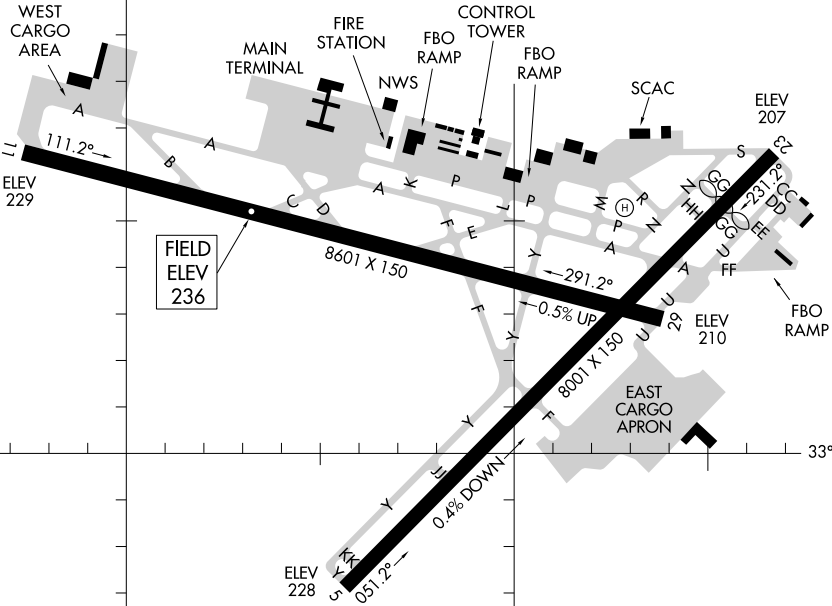 WEST
CARGO
AREA
MAIN
TERMINAL
FIRE
STATION
NWS
FBO
RAMP
CONTROL
TOWER
FBO
RAMP
SCAC
ELEV
207
23
231.2°
11
111.2°
ELEV
229
A
B
A
C
D
A
K
P
F
E
L
P
Y
M
H
R
N
P
A
N
HH
GG
S
GG
EE
CC
DD
U
FF
A
U
U
FBO
RAMP
FIELD
ELEV
236
8601 X 150
291.2°
0.5% UP
29
ELEV
210
F
Y
8001 X 150
EAST
CARGO
APRON
F
Y
JJ
Y
0.4% DOWN
33°
KK
Y
5
051.2°
ELEV
228